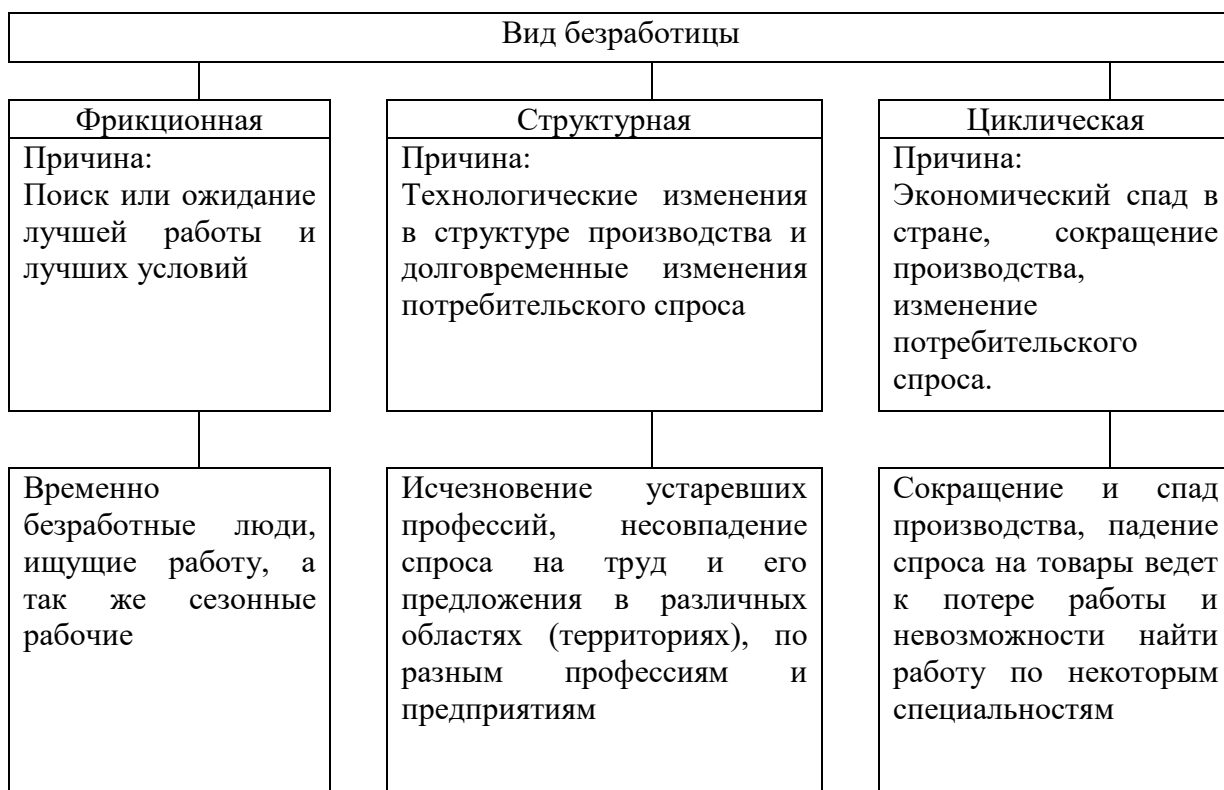 Вид безработицы
Фрикционная
Причина:
Поиск или ожидание
лучшей работы и
лучших условий
Временно
безработные люди,
ищущие работу, а
так же сезонные
рабочие
Структурная
Причина:
Технологические изменения
в структуре производства и
долговременные изменения
потребительского спроса
Исчезновение устаревших
профессий, несовпадение
спроса на труд и его
предложения в различных
областях (территориях), по
разным профессиям и
предприятиям
Циклическая
Причина:
Экономический спад в
стране, сокращение
производства,
изменение
потребительского
спроса.
Сокращение и спад
производства, падение
спроса на товары ведет
к потере работы и
невозможности найти
работу по некоторым
специальностям